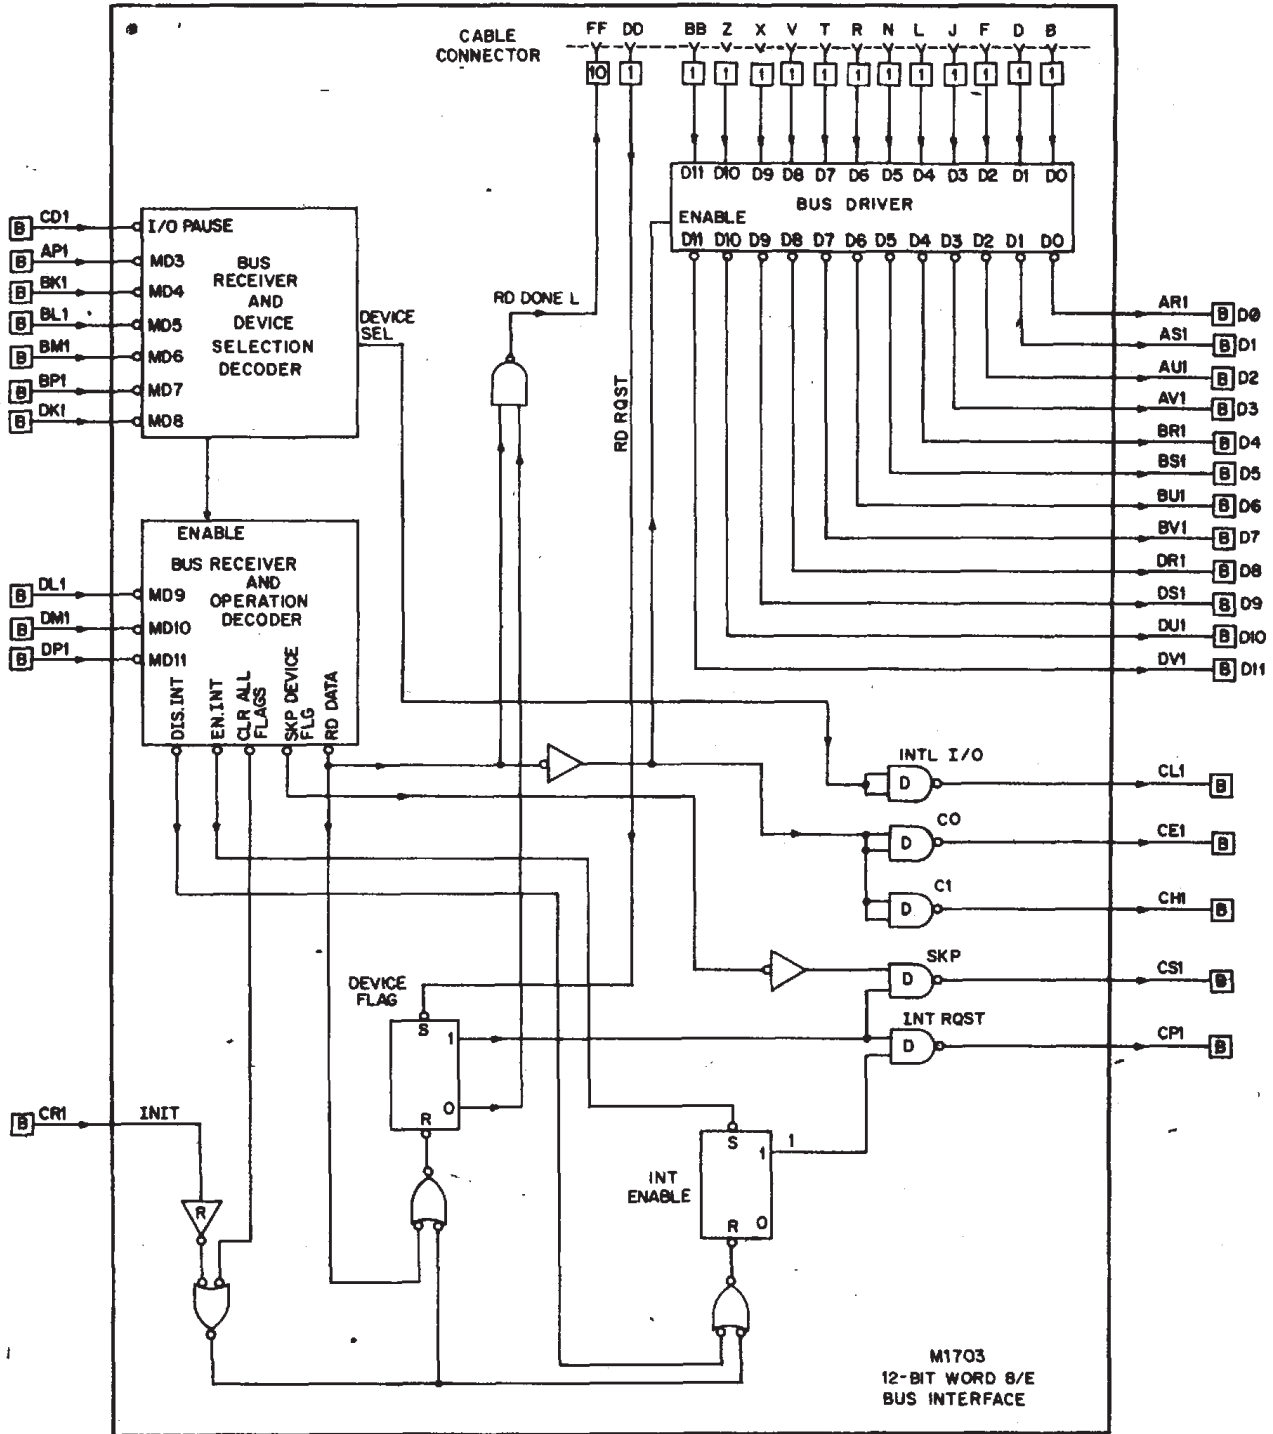 CABLE
CONNECTOR
FF DD BB Z X V T R N L J F D B
10 1 1 1 1 1 1 1 1 1 1 1 1 1
D11 D10 D9 D8 D7 D6 D5 D4 D3 D2 D1 D0
BUS DRIVER
ENABLE
D11 D10 D9 D8 D7 D6 D5 D4 D3 D2 D1 D0
B CD1 I/O PAUSE
B AP1 MD3
B BK1 MD4
B BL1 MD5
B BM1 MD6
B BP1 MD7
B DK1 MD8
BUS
RECEIVER
AND
DEVICE
SELECTION
DECODER
DEVICE
SEL
RD DONE L
RD RQST
AR1 B D0
AS1 B D1
AU1 B D2
AV1 B D3
BR1 B D4
BS1 B D5
BU1 B D6
BV1 B D7
DR1 B D8
DS1 B D9
DU1 B D10
DV1 B D11
ENABLE
BUS RECEIVER
AND
OPERATION
DECODER
B DL1 MD9
B DM1 MD10
B DP1 MD11
DIS.INT
EN.INT
CLR ALL
FLAGS
SKP DEVICE
FLG
RD DATA
INTL I/O
D CL1 B
C0
D CE1 B
C1
D CH1 B
SKP
D CS1 B
INT RQST
D CP1 B
DEVICE
FLAG
S
1
0
R
B CR1 INIT
R
INT
ENABLE
S
1 1
R 0
M1703
12-BIT WORD 8/E
BUS INTERFACE